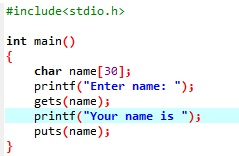 #include<stdio.h>
int main()
{
char name[30];
printf("Enter name: ");
gets(name);
printf("Your name is ");
puts(name);
}